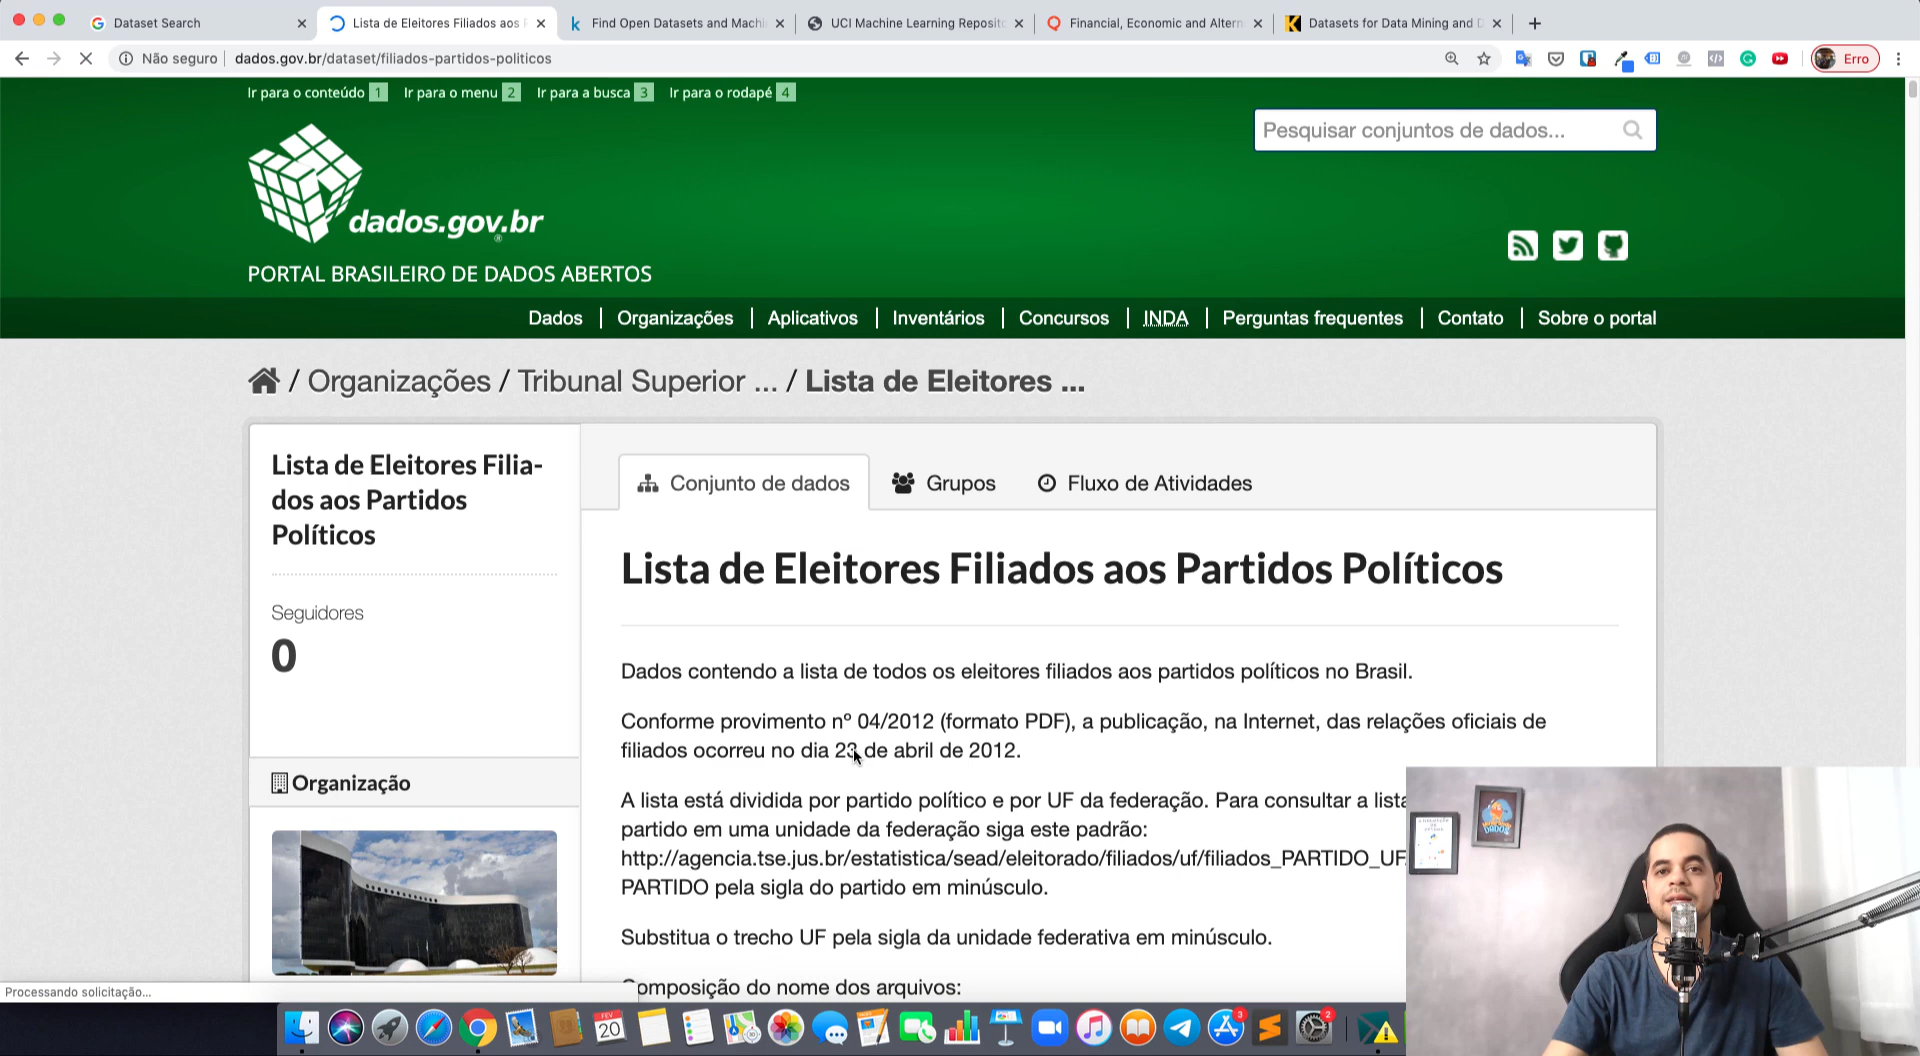 Dataset Search
Lista de Eleitores Filiados aos
Find Open Datasets and Machi
UCI Machine Learning Reposit
Financial, Economic and Altern
Datasets for Data Mining and D
Não seguro
dados.gov.br/dataset/filiados-partidos-politicos
Erro
Ir para o conteúdo 1
Ir para o menu 2
Ir para a busca 3
Ir para o rodapé 4
Pesquisar conjuntos de dados...
dados.gov.br
PORTAL BRASILEIRO DE DADOS ABERTOS
Dados
Organizações
Aplicativos
Inventários
Concursos
INDA
Perguntas frequentes
Contato
Sobre o portal
/ Organizações / Tribunal Superior ... / Lista de Eleitores ...
Lista de Eleitores Filia-
dos aos Partidos
Políticos
Seguidores
0
Organização
Conjunto de dados
Grupos
Fluxo de Atividades
Lista de Eleitores Filiados aos Partidos Políticos
Dados contendo a lista de todos os eleitores filiados aos partidos políticos no Brasil.
Conforme provimento nº 04/2012 (formato PDF), a publicação, na Internet, das relações oficiais de
filiados ocorreu no dia 23 de abril de 2012.
A lista está dividida por partido político e por UF da federação. Para consultar a lista
partido em uma unidade da federação siga este padrão:
http://agencia.tse.jus.br/estatistica/sead/eleitorado/filiados/uf/filiados_PARTIDO_UF.
PARTIDO pela sigla do partido em minúsculo.
Substitua o trecho UF pela sigla da unidade federativa em minúsculo.
Composição do nome dos arquivos:
Processando solicitação...
FEV
20
3
2